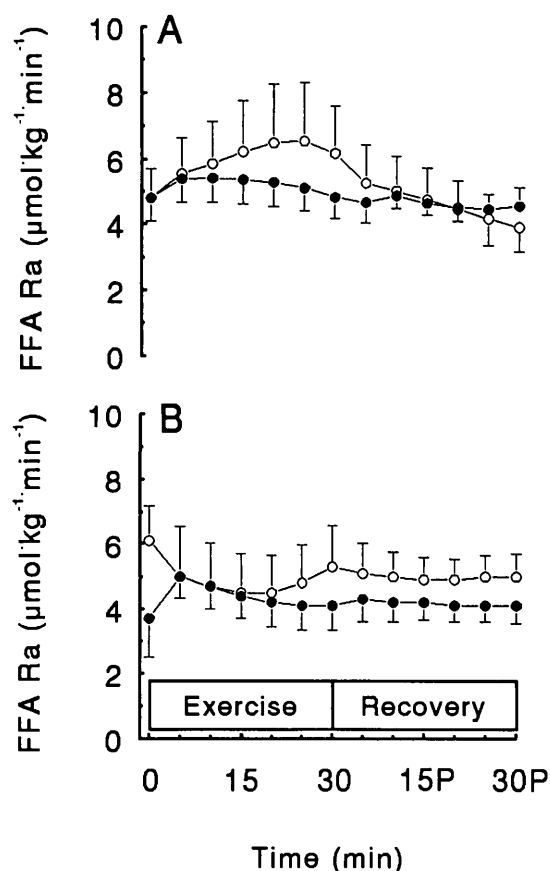 A
10
8
6
4
2
0
FFA Ra (µmol·kg⁻¹·min⁻¹)
B
10
8
6
4
2
0
FFA Ra (µmol·kg⁻¹·min⁻¹)
Exercise Recovery
0 15 30 15P 30P
Time (min)